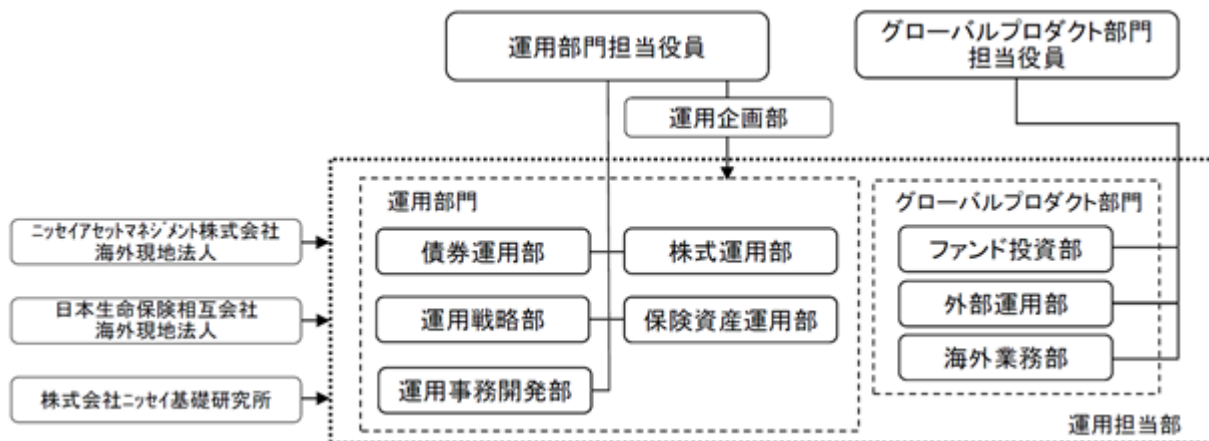 運用部門担当役員
グローバルプロダクト部門
担当役員
運用企画部
運用部門
グローバルプロダクト部門
ニッセイアセットマネジメント株式会社
海外現地法人
債券運用部
株式運用部
ファンド投資部
日本生命保険相互会社
海外現地法人
運用戦略部
保険資産運用部
外部運用部
海外業務部
株式会社ニッセイ基礎研究所
運用事務開発部
運用担当部